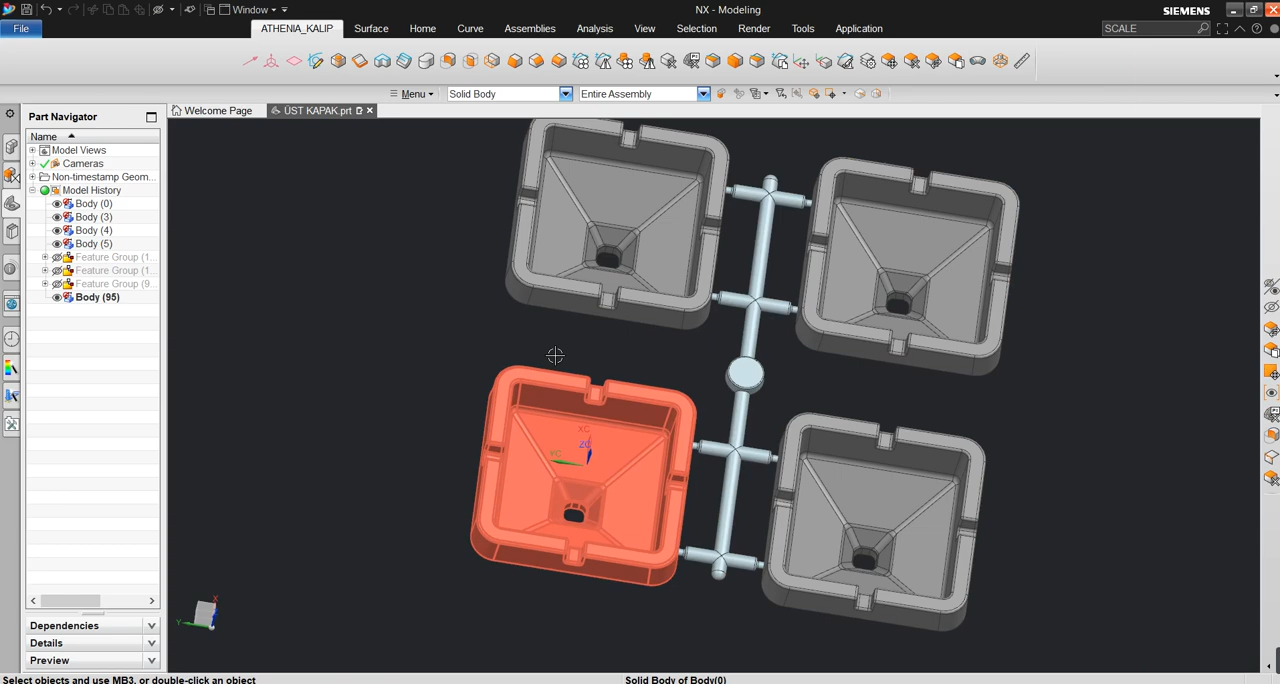 Window
NX - Modeling
SIEMENS
File
ATHENIA_KALIP
Surface
Home
Curve
Assemblies
Analysis
View
Selection
Render
Tools
Application
SCALE
Menu
Solid Body
Entire Assembly
Part Navigator
Welcome Page
ÜST KAPAK.prt
Name
Model Views
Cameras
Non-timestamp Geom...
Model History
Body (0)
Body (3)
Body (4)
Body (5)
Feature Group (1...
Feature Group (1...
Feature Group (9...
Body (95)
XC
ZC
YC
X
Y
Dependencies
Details
Preview
Select objects and use MB3, or double-click an object
Solid Body of Body(0)